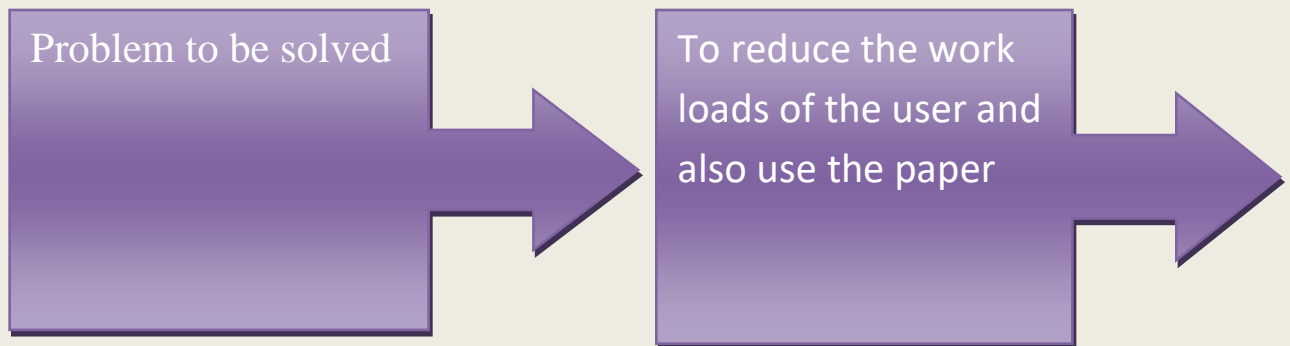 Problem to be solved
To reduce the work
loads of the user and
also use the paper